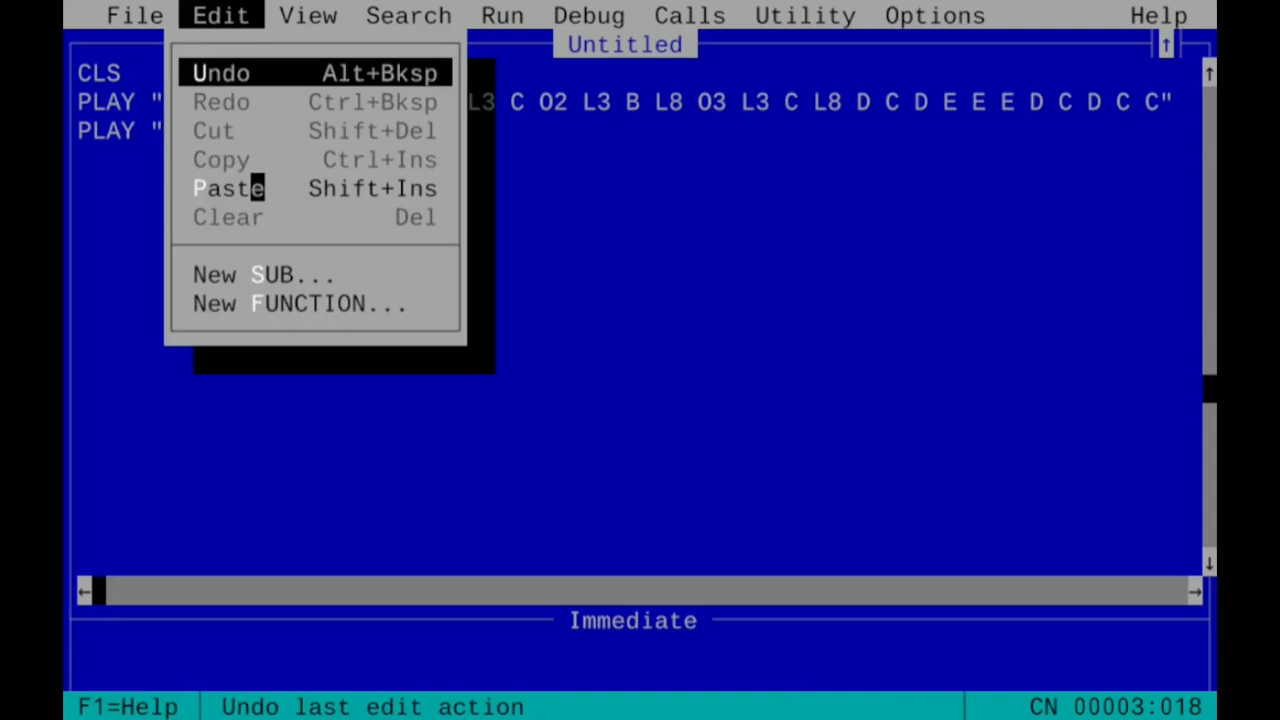 File Edit View Search Run Debug Calls Utility Options Help
Untitled ↑
CLS
PLAY " L3 C O2 L3 B L8 O3 L3 C L8 D C D E E E D C D C C"
PLAY "
Undo Alt+Bksp
Redo Ctrl+Bksp
Cut Shift+Del
Copy Ctrl+Ins
Paste Shift+Ins
Clear Del
New SUB...
New FUNCTION...
Immediate
F1=Help Undo last edit action CN 00003:018